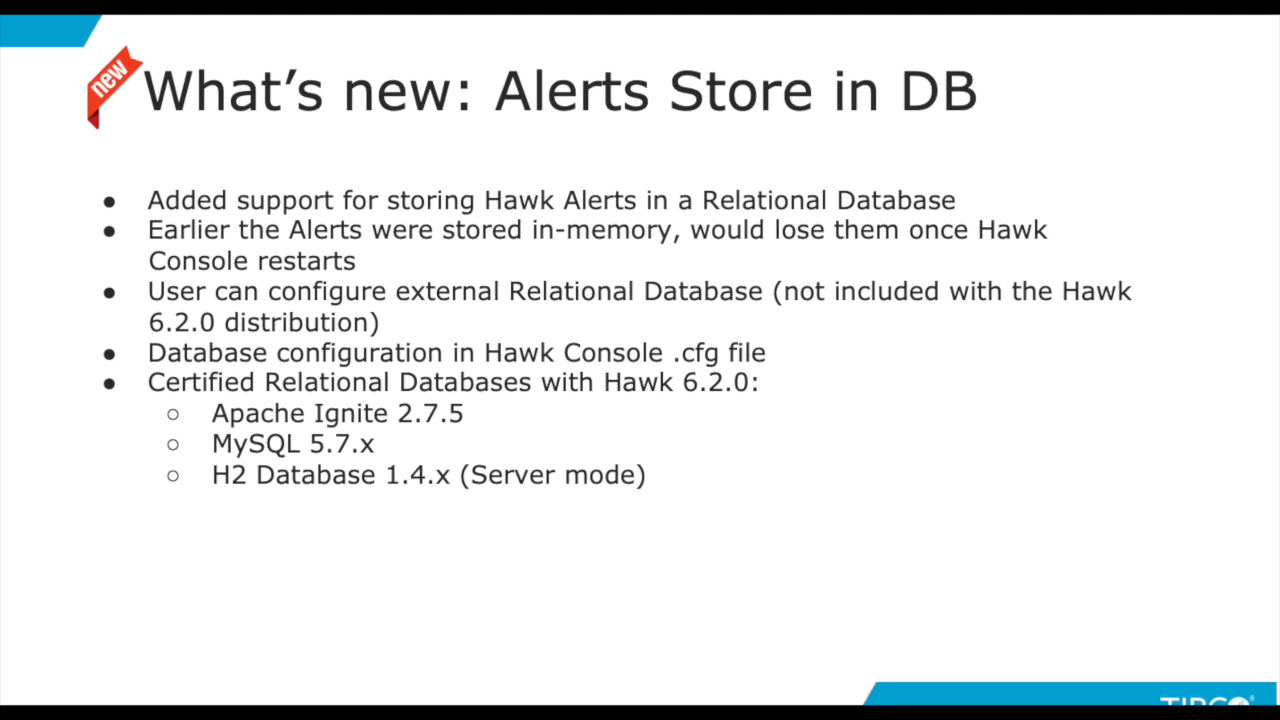 new
What's new: Alerts Store in DB
● Added support for storing Hawk Alerts in a Relational Database
● Earlier the Alerts were stored in-memory, would lose them once Hawk
Console restarts
● User can configure external Relational Database (not included with the Hawk
6.2.0 distribution)
● Database configuration in Hawk Console .cfg file
● Certified Relational Databases with Hawk 6.2.0:
○ Apache Ignite 2.7.5
○ MySQL 5.7.x
○ H2 Database 1.4.x (Server mode)
TIBCO®